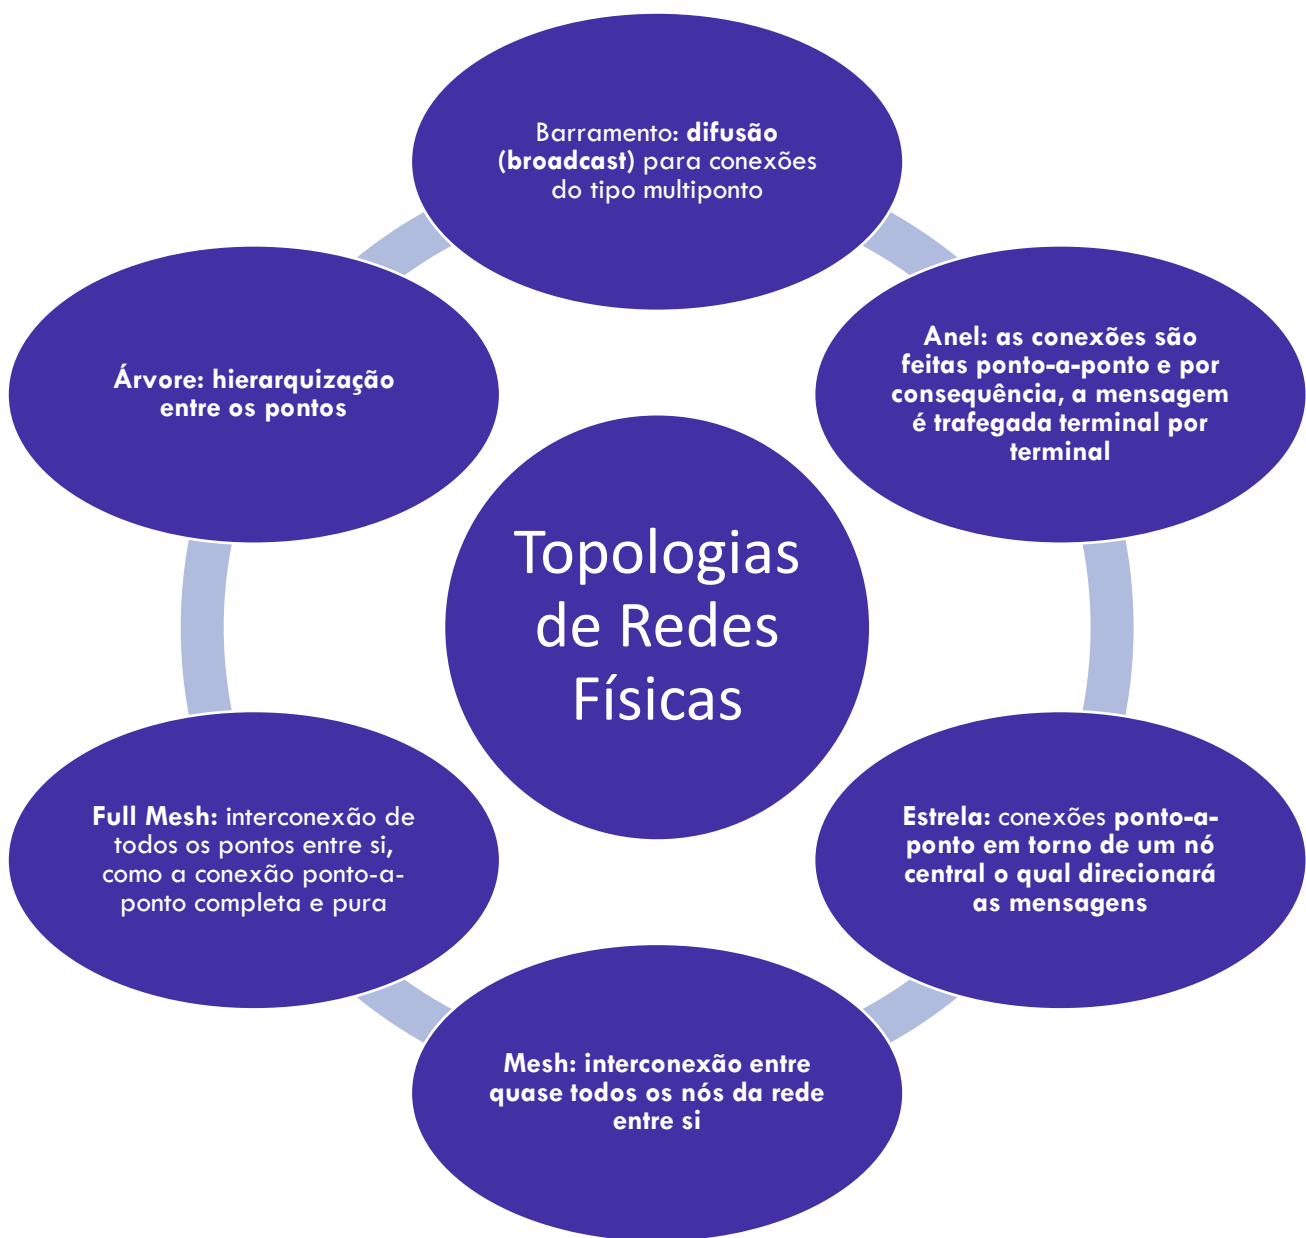 Barramento: difusão
(broadcast) para conexões
do tipo multiponto
Anel: as conexões são
feitas ponto-a-ponto e por
consequência, a mensagem
é trafegada terminal por
terminal
Estrela: conexões ponto-a-
ponto em torno de um nó
central o qual direcionará
as mensagens
Mesh: interconexão entre
quase todos os nós da rede
entre si
Full Mesh: interconexão de
todos os pontos entre si,
como a conexão ponto-a-
ponto completa e pura
Árvore: hierarquização
entre os pontos
Topologias
de Redes
Físicas